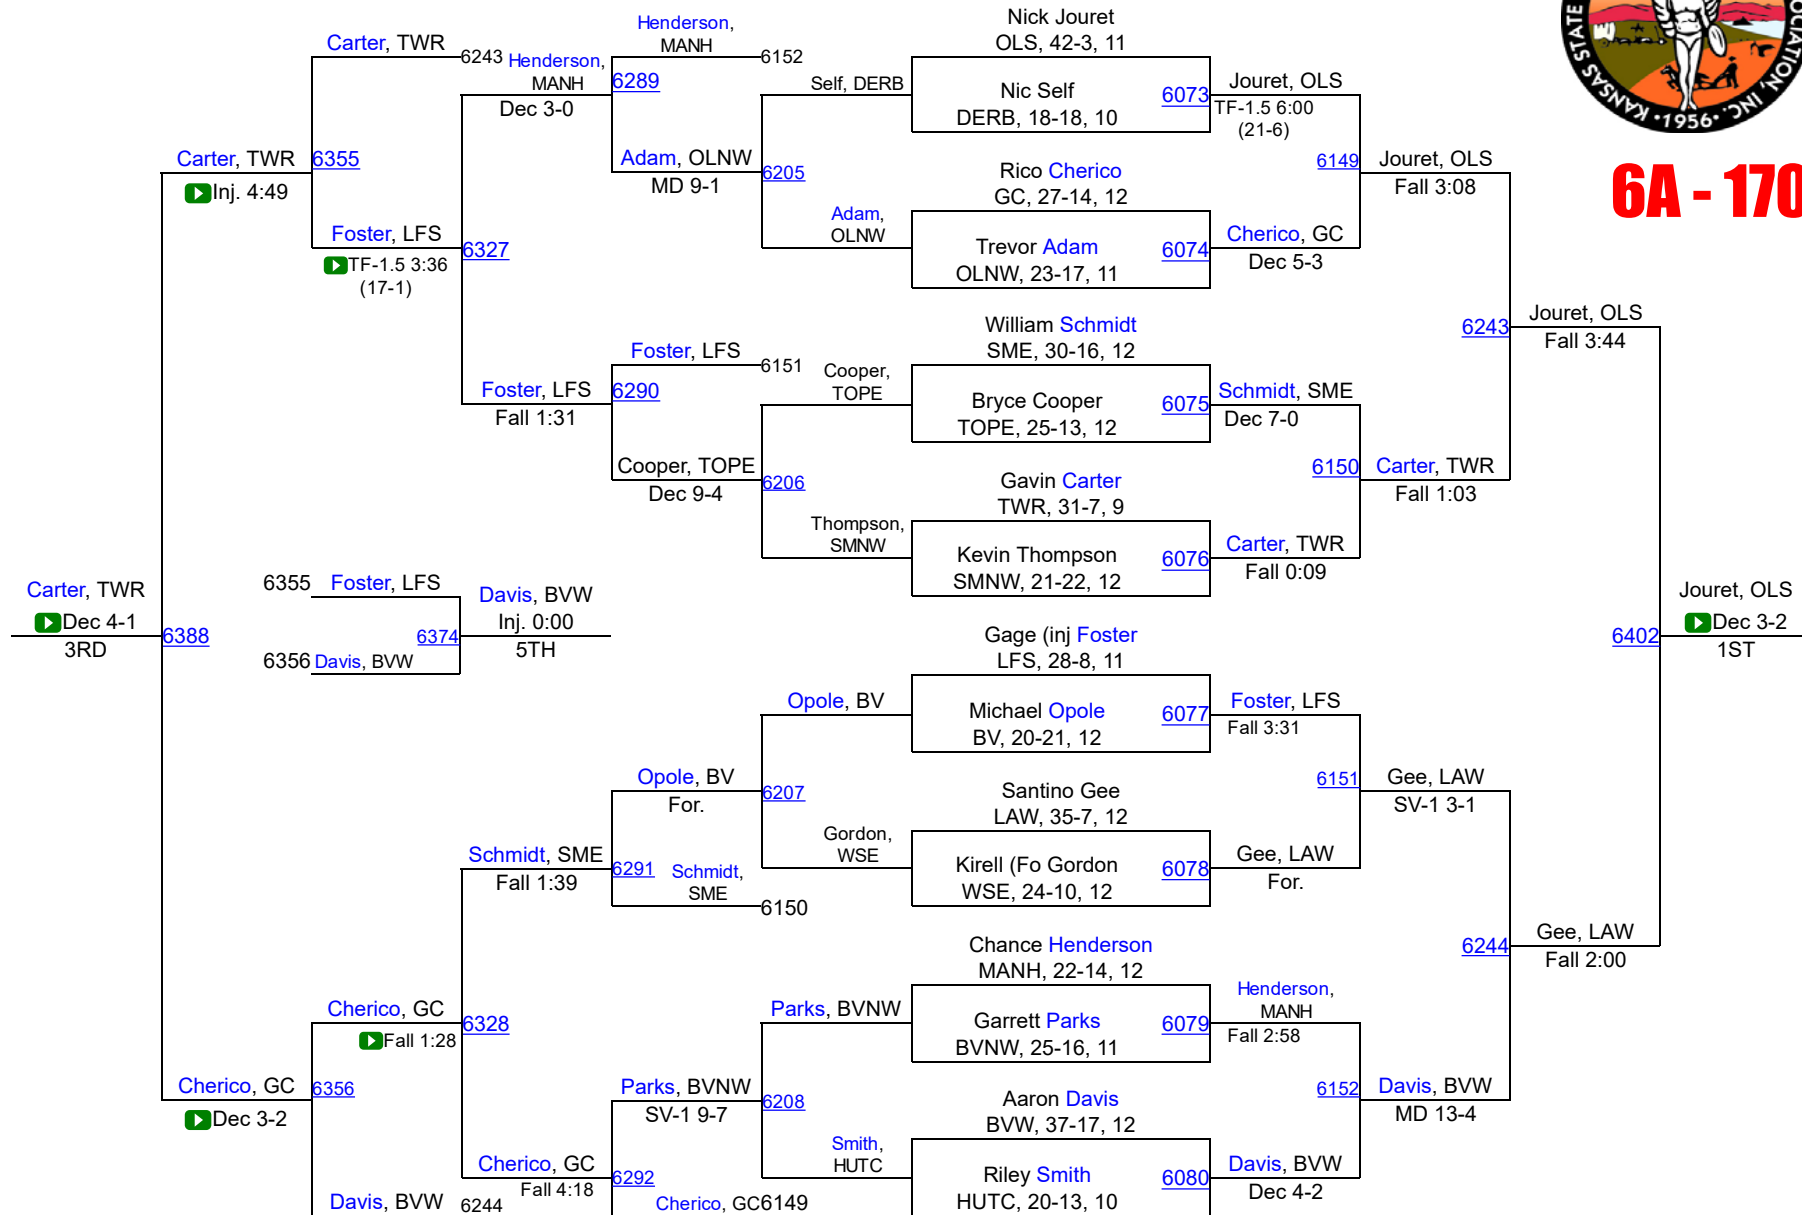 KANSAS STATE
OCIATION, INC.
•1956•
6A - 170
Carter, TWR
6243
Henderson,
MANH
Dec 3-0
Henderson,
MANH
6152
6289
Adam, OLNW
MD 9-1
Self, DERB
6205
Adam,
OLNW
Carter, TWR
Inj. 4:49
6355
Foster, LFS
TF-1.5 3:36
(17-1)
6327
Foster, LFS
Fall 1:31
Foster, LFS
6151
6290
Cooper, TOPE
Dec 9-4
Cooper,
TOPE
6206
Thompson,
SMNW
Nick Jouret
OLS, 42-3, 11
Nic Self
DERB, 18-18, 10
6073
Jouret, OLS
TF-1.5 6:00
(21-6)
Rico Cherico
GC, 27-14, 12
Trevor Adam
OLNW, 23-17, 11
6074
Cherico, GC
Dec 5-3
6149
Jouret, OLS
Fall 3:08
William Schmidt
SME, 30-16, 12
Bryce Cooper
TOPE, 25-13, 12
6075
Schmidt, SME
Dec 7-0
Gavin Carter
TWR, 31-7, 9
Kevin Thompson
SMNW, 21-22, 12
6076
Carter, TWR
Fall 0:09
6150
Carter, TWR
Fall 1:03
6243
Jouret, OLS
Fall 3:44
Carter, TWR
Dec 4-1
3RD
6388
6355
Foster, LFS
6356
Davis, BVW
6374
Davis, BVW
Inj. 0:00
5TH
6402
Jouret, OLS
Dec 3-2
1ST
Gage (inj Foster
LFS, 28-8, 11
Michael Opole
BV, 20-21, 12
6077
Foster, LFS
Fall 3:31
Santino Gee
LAW, 35-7, 12
Kirell (Fo Gordon
WSE, 24-10, 12
6078
Gee, LAW
For.
6151
Gee, LAW
SV-1 3-1
Chance Henderson
MANH, 22-14, 12
Garrett Parks
BVNW, 25-16, 11
6079
Henderson,
MANH
Fall 2:58
Aaron Davis
BVW, 37-17, 12
Riley Smith
HUTC, 20-13, 10
6080
Davis, BVW
Dec 4-2
6152
Davis, BVW
MD 13-4
6244
Gee, LAW
Fall 2:00
Opole, BV
6207
Gordon,
WSE
Opole, BV
For.
6291
Schmidt,
SME
6150
Schmidt, SME
Fall 1:39
6328
Cherico, GC
Fall 1:28
Cherico, GC
Dec 3-2
6356
Parks, BVNW
6208
Smith,
HUTC
Parks, BVNW
SV-1 9-7
6292
Cherico, GC
6149
Cherico, GC
Fall 4:18
Davis, BVW
6244